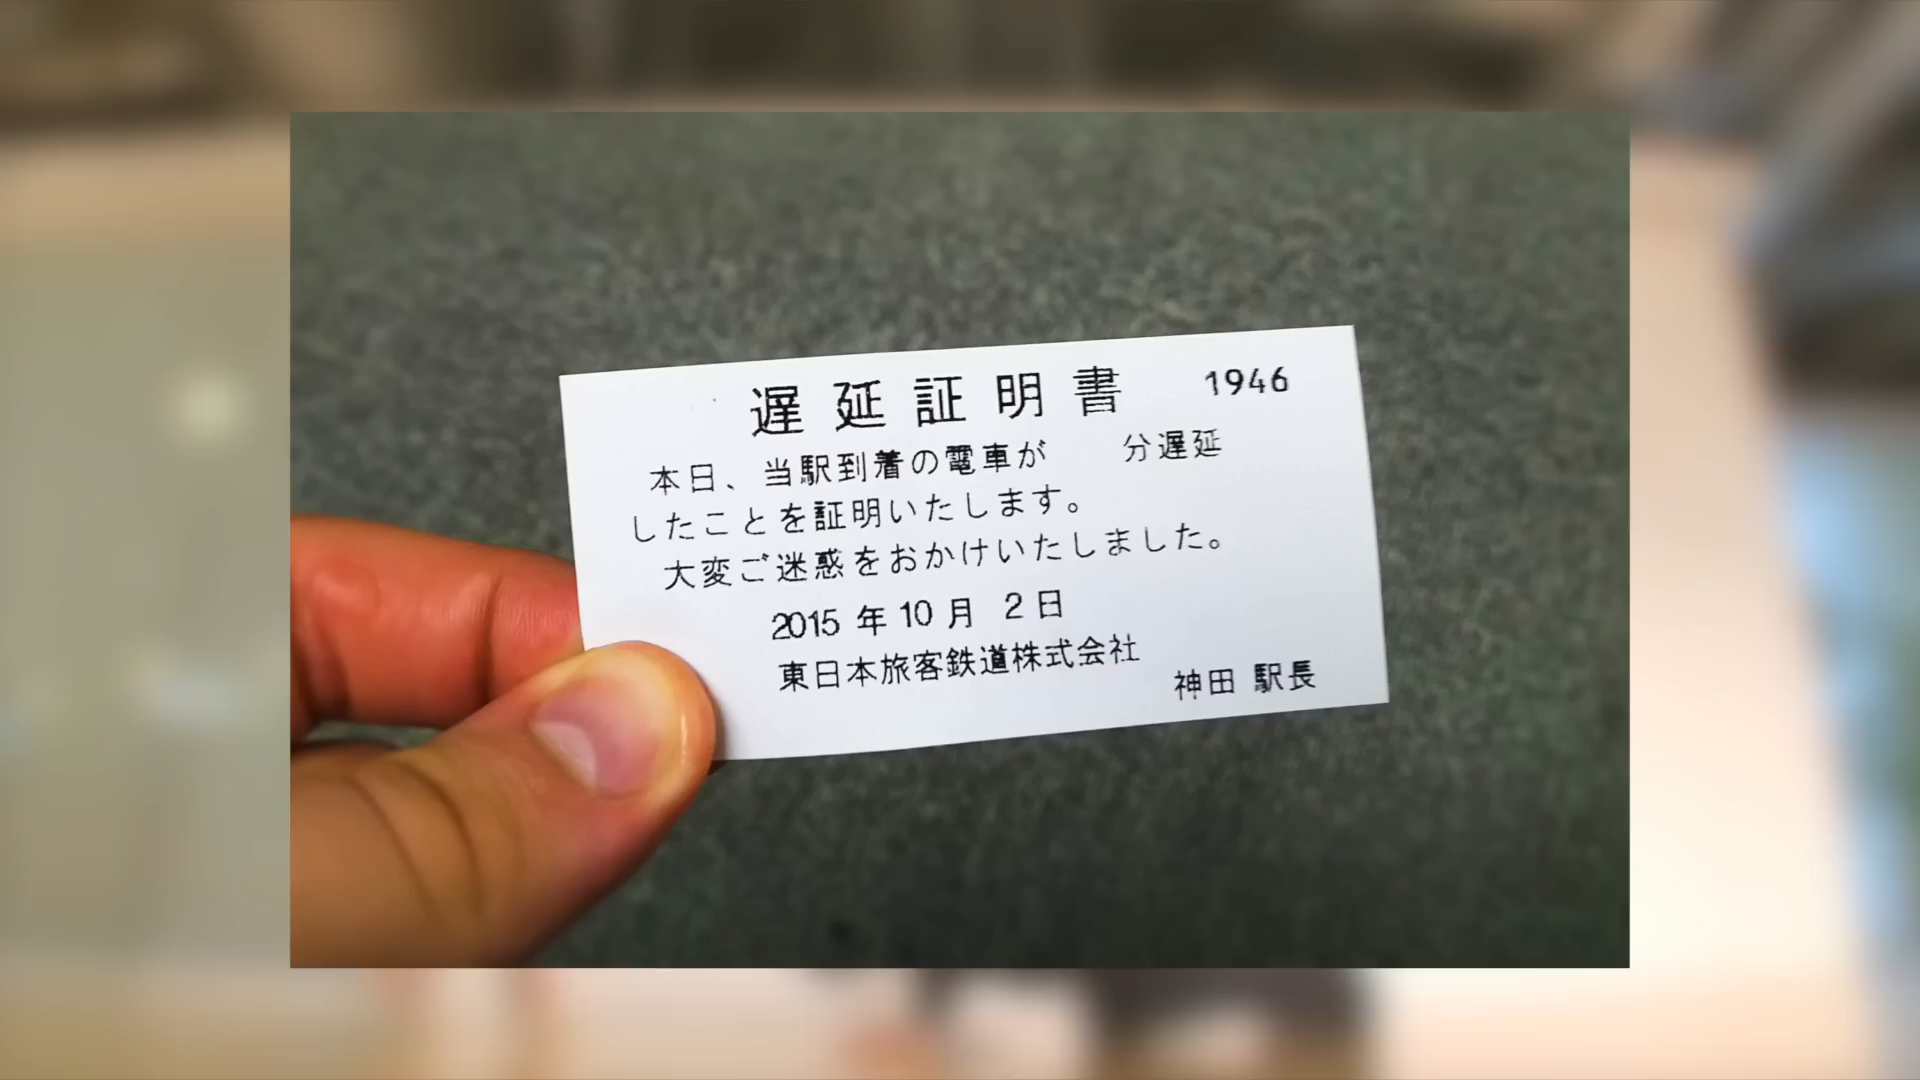 遅延証明書 1946
本日、当駅到着の電車が 分遅延
したことを証明いたします。
大変ご迷惑をおかけいたしました。
2015 年 10 月 2 日
東日本旅客鉄道株式会社
神田 駅長